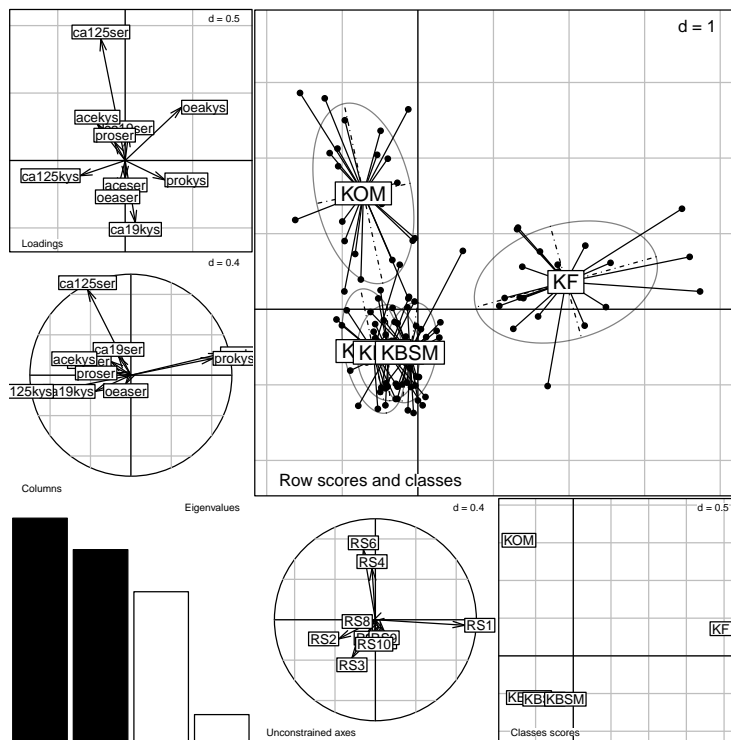 d = 0.5
ca125ser
oeakys
acekys
proser
ca125kys
aceser
prokys
oeaser
ca19kys
Loadings
d = 1
KOM
KF
KBSM
Row scores and classes
d = 0.4
ca125ser
ca19ser
acekys
prokys
proser
oeaser
Columns
Eigenvalues
d = 0.4
RS6
RS4
RS8
RS1
RS2
RS10
RS3
Unconstrained axes
d = 0.5
KOM
KF
KBSM
Classes scores